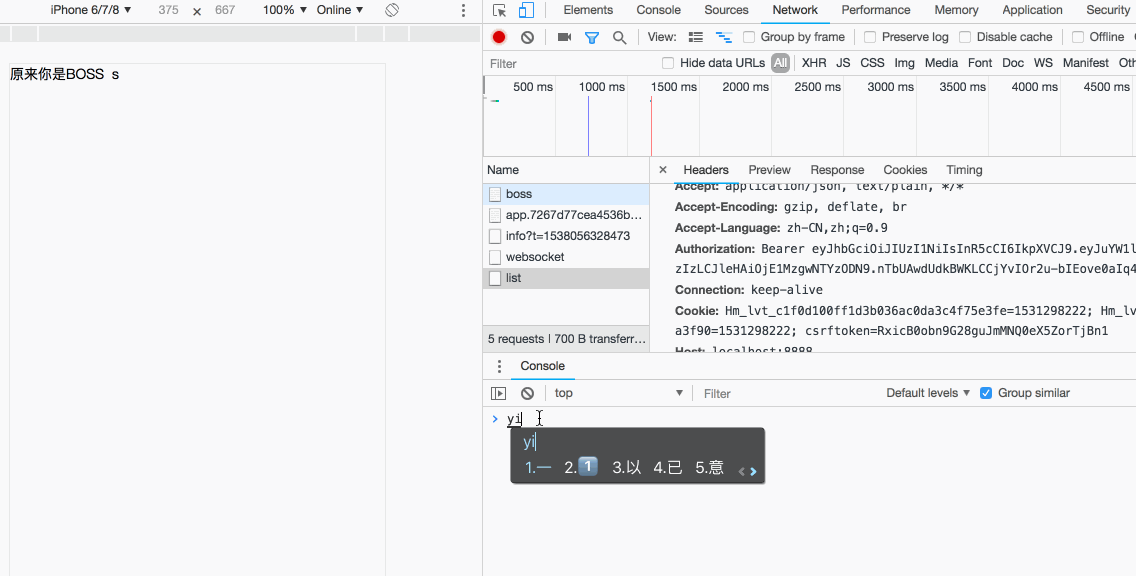 iPhone 6/7/8 ▼ 375 × 667 100% ▼ Online ▼
Elements Console Sources Network Performance Memory Application Security
View: Group by frame Preserve log Disable cache Offline
Filter Hide data URLs All XHR JS CSS Img Media Font Doc WS Manifest Oth
500 ms 1000 ms 1500 ms 2000 ms 2500 ms 3000 ms 3500 ms 4000 ms 4500 ms
原来你是BOSS s
Name × Headers Preview Response Cookies Timing
boss
app.7267d77cea4536b...
info?t=1538056328473
websocket
list
5 requests | 700 B transferr...
Accept: application/json, text/plain, */*
Accept-Encoding: gzip, deflate, br
Accept-Language: zh-CN,zh;q=0.9
Authorization: Bearer eyJhbGciOiJIUzI1NiIsInR5cCI6IkpXVCJ9.eyJuYW1l
zIzLCJleHAiOjE1MzgwNTYzODN9.nTbUAwdUdkBWKLCCjYvIOr2u-bIEove0aIq4
Connection: keep-alive
Cookie: Hm_lvt_c1f0d100ff1d3b036ac0da3c4f75e3fe=1531298222; Hm_lv
a3f90=1531298222; csrftoken=RxicB0obn9G28guJmMNQ0eX5ZorTjBn1
Host: localhost:8888
Console
top ▼ Filter Default levels ▼ Group similar
> yi
yi
1.一 2.1️⃣ 3.以 4.已 5.意